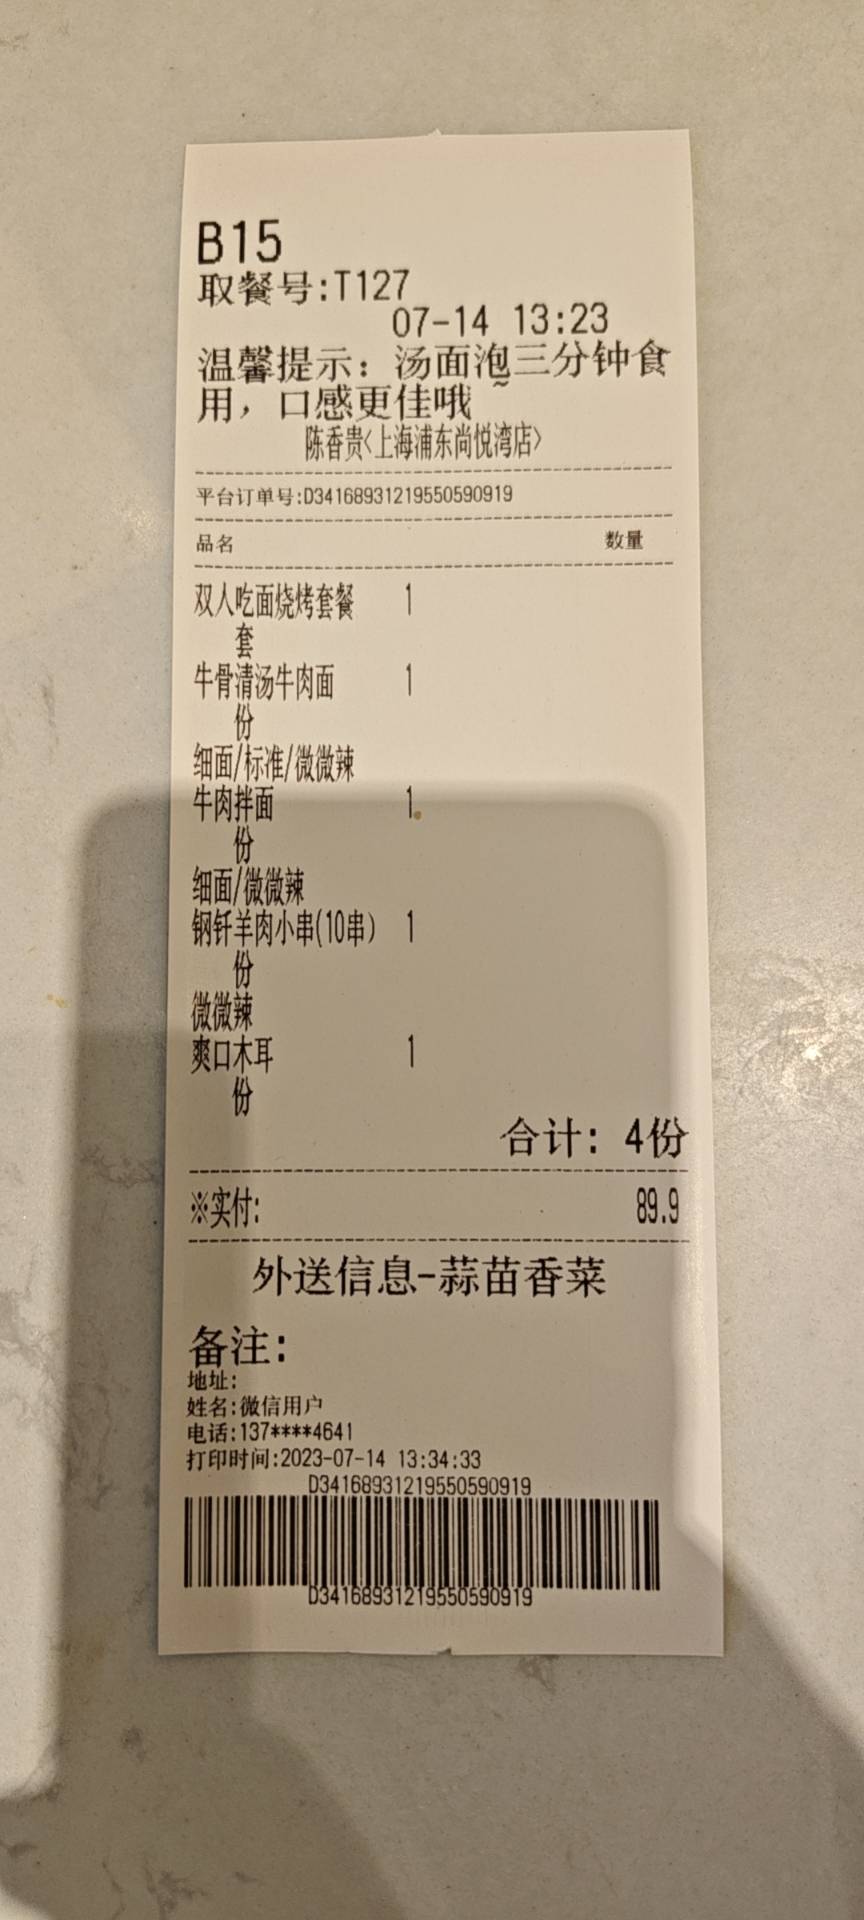 B15
取餐号:T127
07-14 13:23
温馨提示：汤面泡三分钟食
用，口感更佳哦~
陈香贵<上海浦东尚悦湾店>
平台订单号:D34168931219550590919
品名 数量
双人吃面烧烤套餐 1
套
牛骨清汤牛肉面 1
份
细面/标准/微微辣
牛肉拌面 1
份
细面/微微辣
钢钎羊肉小串(10串) 1
份
微微辣
爽口木耳 1
份
合计: 4份
※实付: 89.9
外送信息-蒜苗香菜
备注:
地址:
姓名:微信用户
电话:137****4641
打印时间:2023-07-14 13:34:33
D34168931219550590919
D34168931219550590919